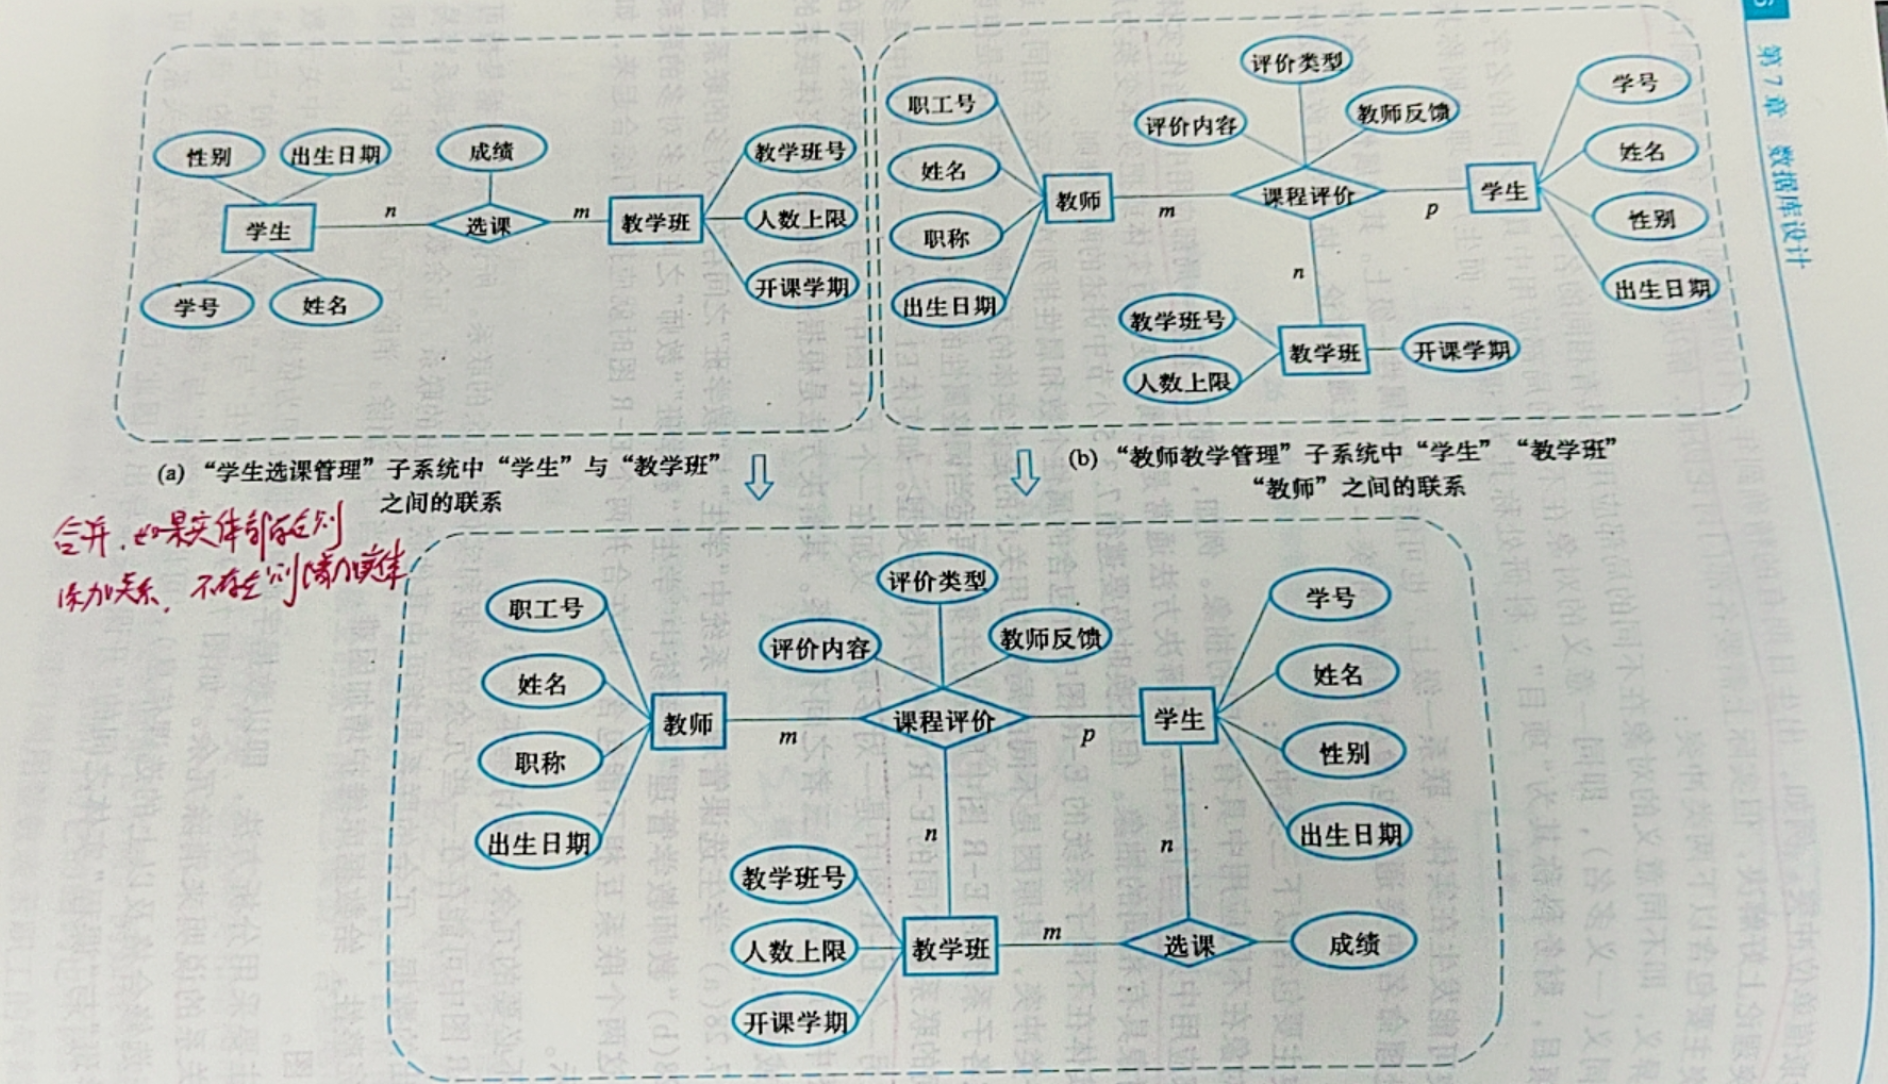 第7章 数据库设计
性别
出生日期
成绩
学生
n
选课
m
教学班
教学班号
人数上限
开课学期
学号
姓名
(a) “学生选课管理”子系统中“学生”与“教学班”
之间的联系
职工号
姓名
职称
出生日期
教师
m
评价内容
评价类型
教师反馈
课程评价
p
学生
学号
姓名
性别
出生日期
n
教学班号
人数上限
教学班
开课学期
(b) “教师教学管理”子系统中“学生”“教学班”
“教师”之间的联系
合并.如果实体都存在则
添加关系,不存在则添加实体
职工号
姓名
职称
出生日期
教师
m
评价内容
评价类型
教师反馈
课程评价
p
学生
学号
姓名
性别
出生日期
n
n
教学班号
人数上限
开课学期
教学班
m
选课
成绩